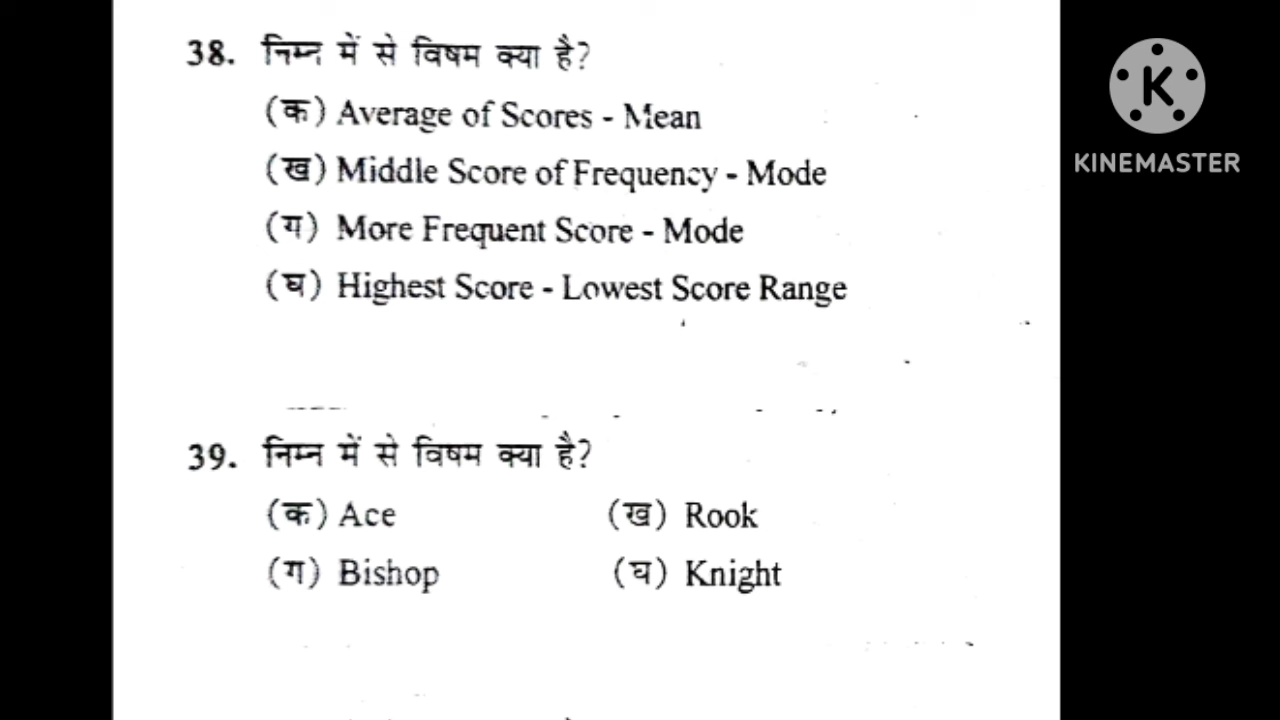 38. निम्न में से विषम क्या है?
(क) Average of Scores - Mean
(ख) Middle Score of Frequency - Mode
(ग) More Frequent Score - Mode
(घ) Highest Score - Lowest Score Range
39. निम्न में से विषम क्या है?
(क) Ace (ख) Rook
(ग) Bishop (घ) Knight
K
KINEMASTER